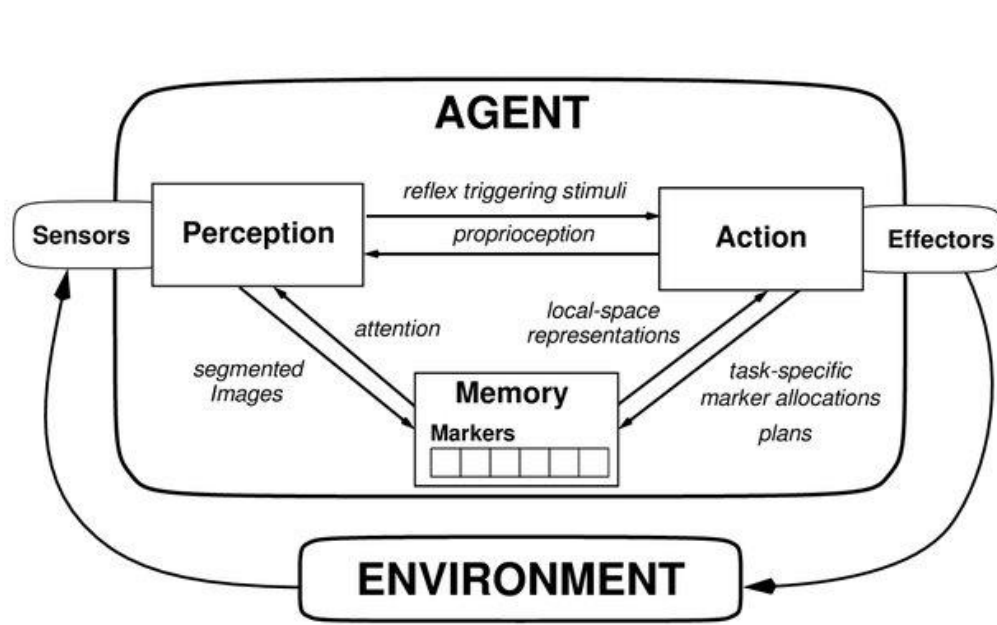 AGENT
reflex triggering stimuli
Sensors
Perception
proprioception
Action
Effectors
attention
local-space
representations
segmented
Images
task-specific
marker allocations
plans
Memory
Markers
ENVIRONMENT